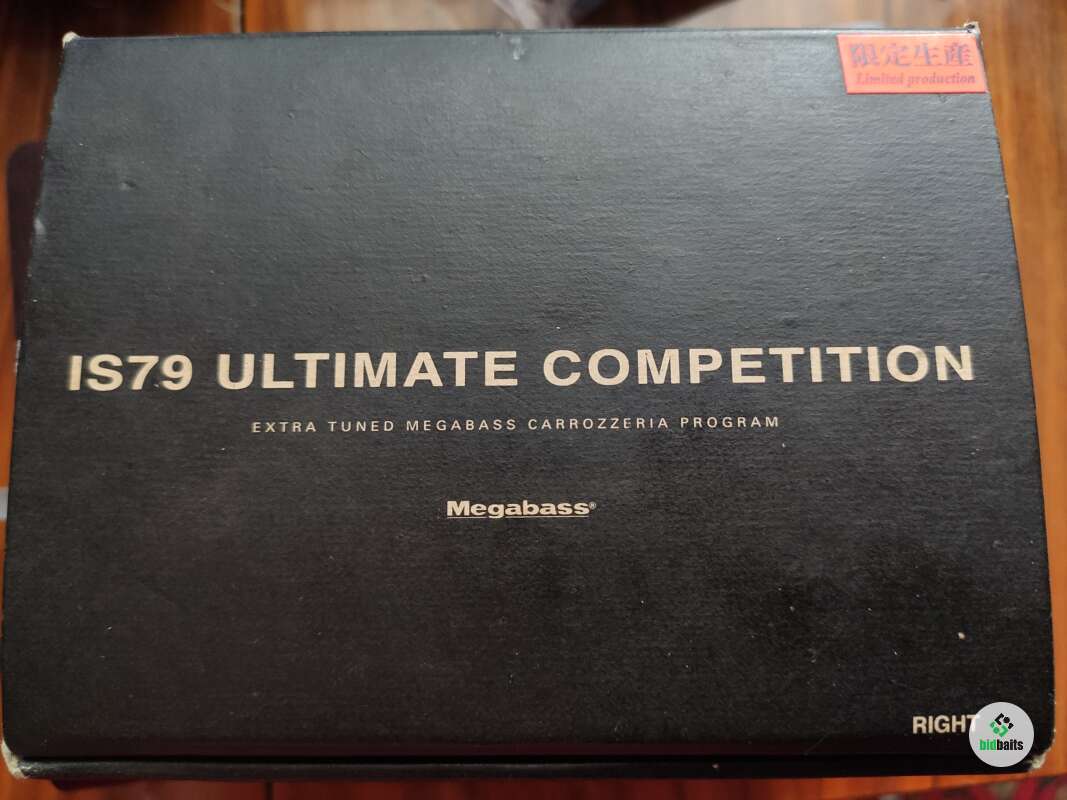 限定生産
Limited production
IS79 ULTIMATE COMPETITION
EXTRA TUNED MEGABASS CARROZZERIA PROGRAM
Megabass®
RIGHT
bidbaits